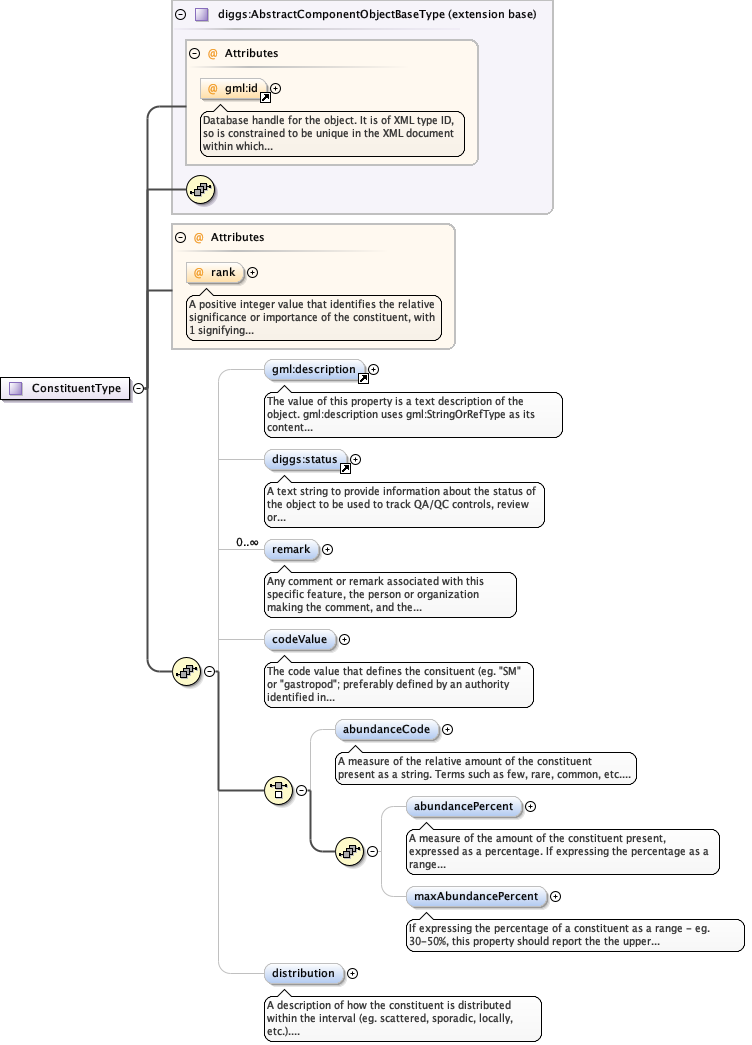 diggs:AbstractComponentObjectBaseType (extension base)
@ Attributes
@ gml:id
Database handle for the object. It is of XML type ID,
so is constrained to be unique in the XML document
within which...
@ Attributes
@ rank
A positive integer value that identifies the relative
significance or importance of the constituent, with
1 signifying...
ConstituentType
gml:description
The value of this property is a text description of the
object. gml:description uses gml:StringOrRefType as its
content...
diggs:status
A text string to provide information about the status of
the object to be used to track QA/QC controls, review
or...
0..∞
remark
Any comment or remark associated with this
specific feature, the person or organization
making the comment, and the...
codeValue
The code value that defines the consituent (eg. "SM"
or "gastropod"; preferably defined by an authority
identified in...
abundanceCode
A measure of the relative amount of the constituent
present as a string. Terms such as few, rare, common, etc....
abundancePercent
A measure of the amount of the constituent present,
expressed as a percentage. If expressing the percentage as a
range...
maxAbundancePercent
If expressing the percentage of a constituent as a range - eg.
30-50%, this property should report the the upper...
distribution
A description of how the constituent is distributed
within the interval (eg. scattered, sporadic, locally,
etc.)....